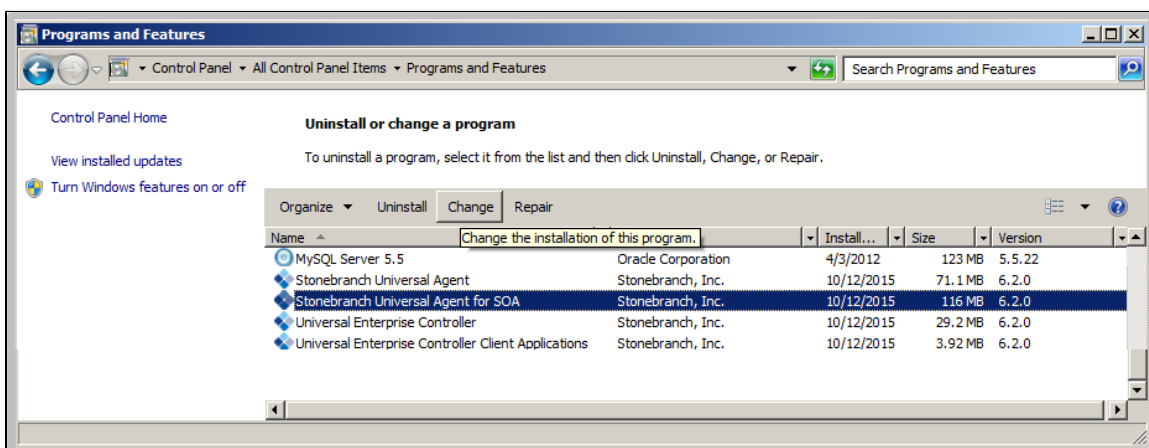 Programs and Features
Control Panel All Control Panel Items Programs and Features Search Programs and Features
Control Panel Home
Uninstall or change a program
View installed updates
To uninstall a program, select it from the list and then click Uninstall, Change, or Repair.
Turn Windows features on or off
Organize Uninstall Change Repair
Name Change the installation of this program. Install... Size Version
MySQL Server 5.5 Oracle Corporation 4/3/2012 123 MB 5.5.22
Stonebranch Universal Agent Stonebranch, Inc. 10/12/2015 71.1 MB 6.2.0
Stonebranch Universal Agent for SOA Stonebranch, Inc. 10/12/2015 116 MB 6.2.0
Universal Enterprise Controller Stonebranch, Inc. 10/12/2015 29.2 MB 6.2.0
Universal Enterprise Controller Client Applications Stonebranch, Inc. 10/12/2015 3.92 MB 6.2.0